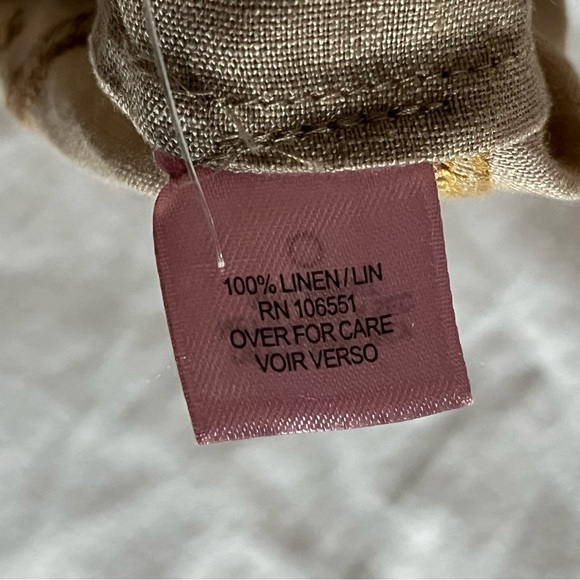 100% LINEN / LIN
RN 106551
OVER FOR CARE
VOIR VERSO